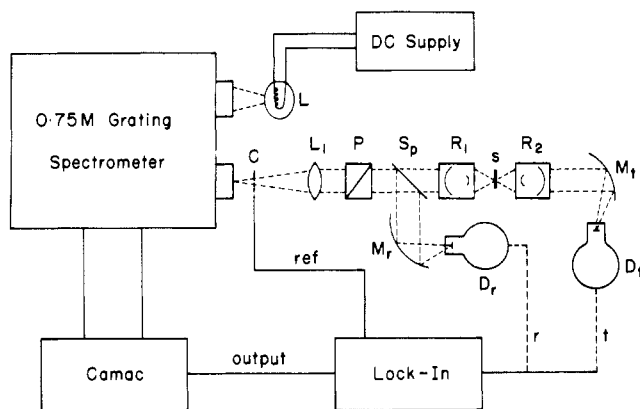 DC Supply
L
0·75M Grating
Spectrometer
C
L₁
P
Sₚ
R₁
s
R₂
Mₜ
Mᵣ
Dᵣ
Dₜ
ref
r
t
output
Camac
Lock-In